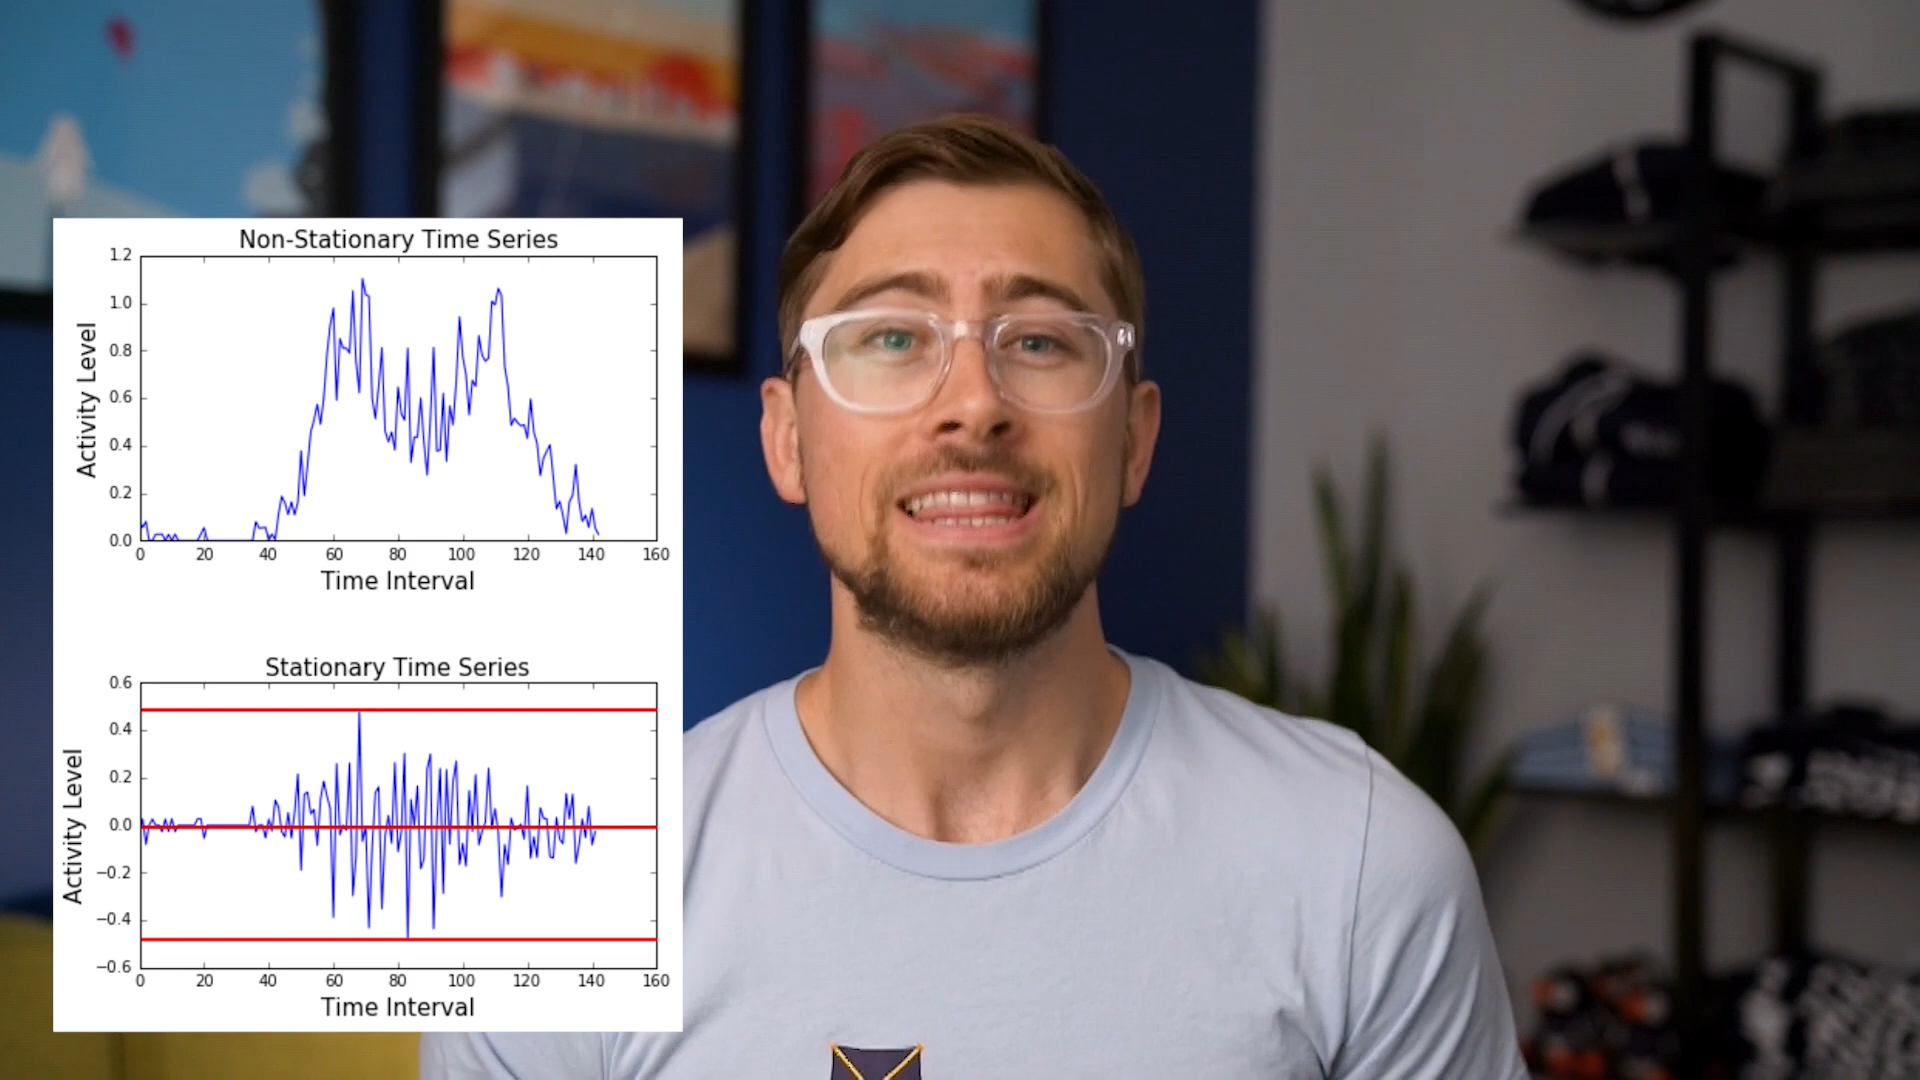 Non-Stationary Time Series
1.2
1.0
0.8
0.6
0.4
0.2
0.0
Activity Level
0 20 40 60 80 100 120 140 160
Time Interval
Stationary Time Series
0.6
0.4
0.2
0.0
−0.2
−0.4
−0.6
Activity Level
0 20 40 60 80 100 120 140 160
Time Interval